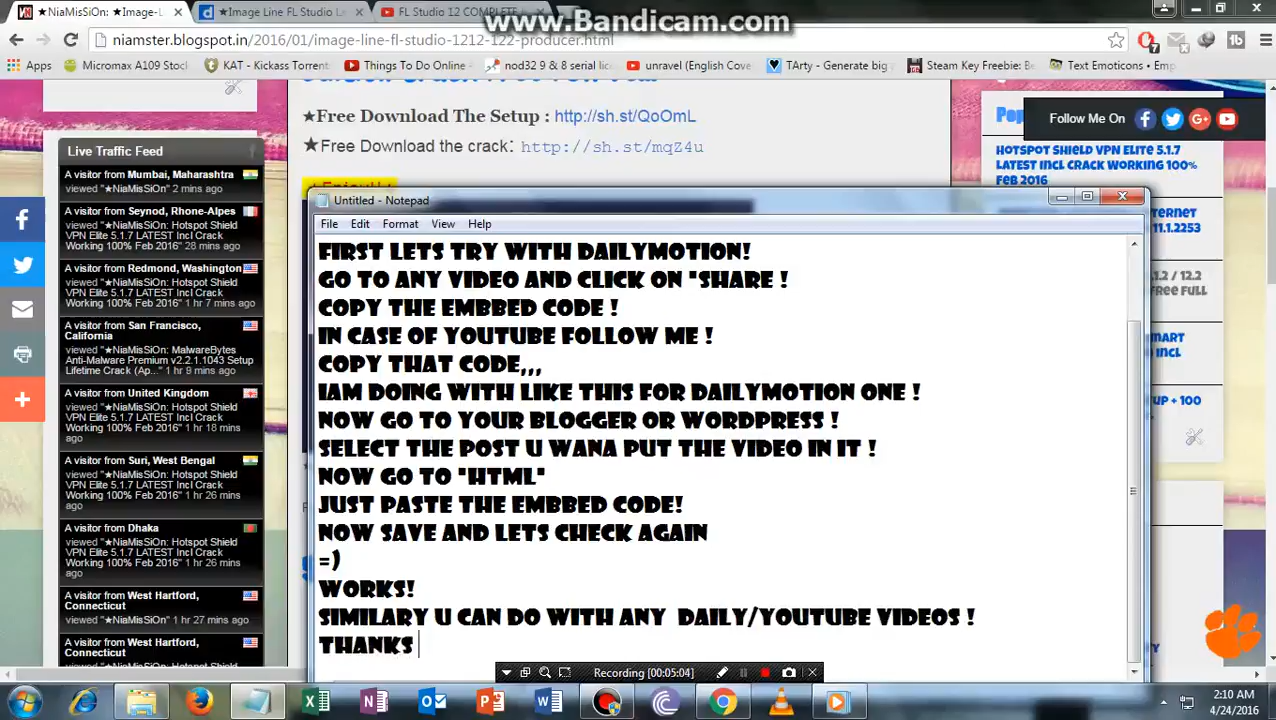 www.Bandicam.com
★NiaMisSiOn: ★Image-L
★Image Line FL Studio L
FL Studio 12 COMPLETE
niamster.blogspot.in/2016/01/image-line-fl-studio-1212-122-producer.html
Apps
Micromax A109 Stock
KAT - Kickass Torrent
Things To Do Online -
nod32 9 & 8 serial lic
unravel (English Cove
TArty - Generate big
Steam Key Freebie: Be
Text Emoticons : Emp
★Free Download The Setup : http://sh.st/QoOmL
★Free Download the crack: http://sh.st/mqZ4u
Follow Me On
Hotspot Shield VPN Elite 5.1.7
LATEST Incl Crack Working 100%
Feb 2016
Live Traffic Feed
A visitor from Mumbai, Maharashtra
viewed "★NiaMisSiOn" 2 mins ago
A visitor from Seynod, Rhone-Alpes
viewed "★NiaMisSiOn: Hotspot Shield
VPN Elite 5.1.7 LATEST Incl Crack
Working 100% Feb 2016" 28 mins ago
A visitor from Redmond, Washington
viewed "★NiaMisSiOn: Hotspot Shield
VPN Elite 5.1.7 LATEST Incl Crack
Working 100% Feb 2016" 1 hr 7 mins ago
A visitor from San Francisco,
California
viewed "★NiaMisSiOn: MalwareBytes
Anti-Malware Premium v2.2.1.1043 Setup
Lifetime Crack (Ap..." 1 hr 9 mins ago
A visitor from United Kingdom
viewed "★NiaMisSiOn: Hotspot Shield
VPN Elite 5.1.7 LATEST Incl Crack
Working 100% Feb 2016" 1 hr 18 mins
ago
A visitor from Suri, West Bengal
viewed "★NiaMisSiOn: Hotspot Shield
VPN Elite 5.1.7 LATEST Incl Crack
Working 100% Feb 2016" 1 hr 26 mins
ago
A visitor from Dhaka
viewed "★NiaMisSiOn: Hotspot Shield
VPN Elite 5.1.7 LATEST Incl Crack
Working 100% Feb 2016" 1 hr 26 mins
ago
A visitor from West Hartford,
Connecticut
viewed "★NiaMisSiOn" 1 hr 27 mins ago
A visitor from West Hartford,
Connecticut
Untitled - Notepad
File Edit Format View Help
FIRST LETS TRY WITH DAILYMOTION!
GO TO ANY VIDEO AND CLICK ON "SHARE !
COPY THE EMBBED CODE !
IN CASE OF YOUTUBE FOLLOW ME !
COPY THAT CODE,,,
IAM DOING WITH LIKE THIS FOR DAILYMOTION ONE !
NOW GO TO YOUR BLOGGER OR WORDPRESS !
SELECT THE POST U WANA PUT THE VIDEO IN IT !
NOW GO TO "HTML"
JUST PASTE THE EMBBED CODE!
NOW SAVE AND LETS CHECK AGAIN
=)
WORKS!
SIMILARY U CAN DO WITH ANY  DAILY/YOUTUBE VIDEOS !
THANKS
Recording [00:05:04]
2:10 AM
4/24/2016